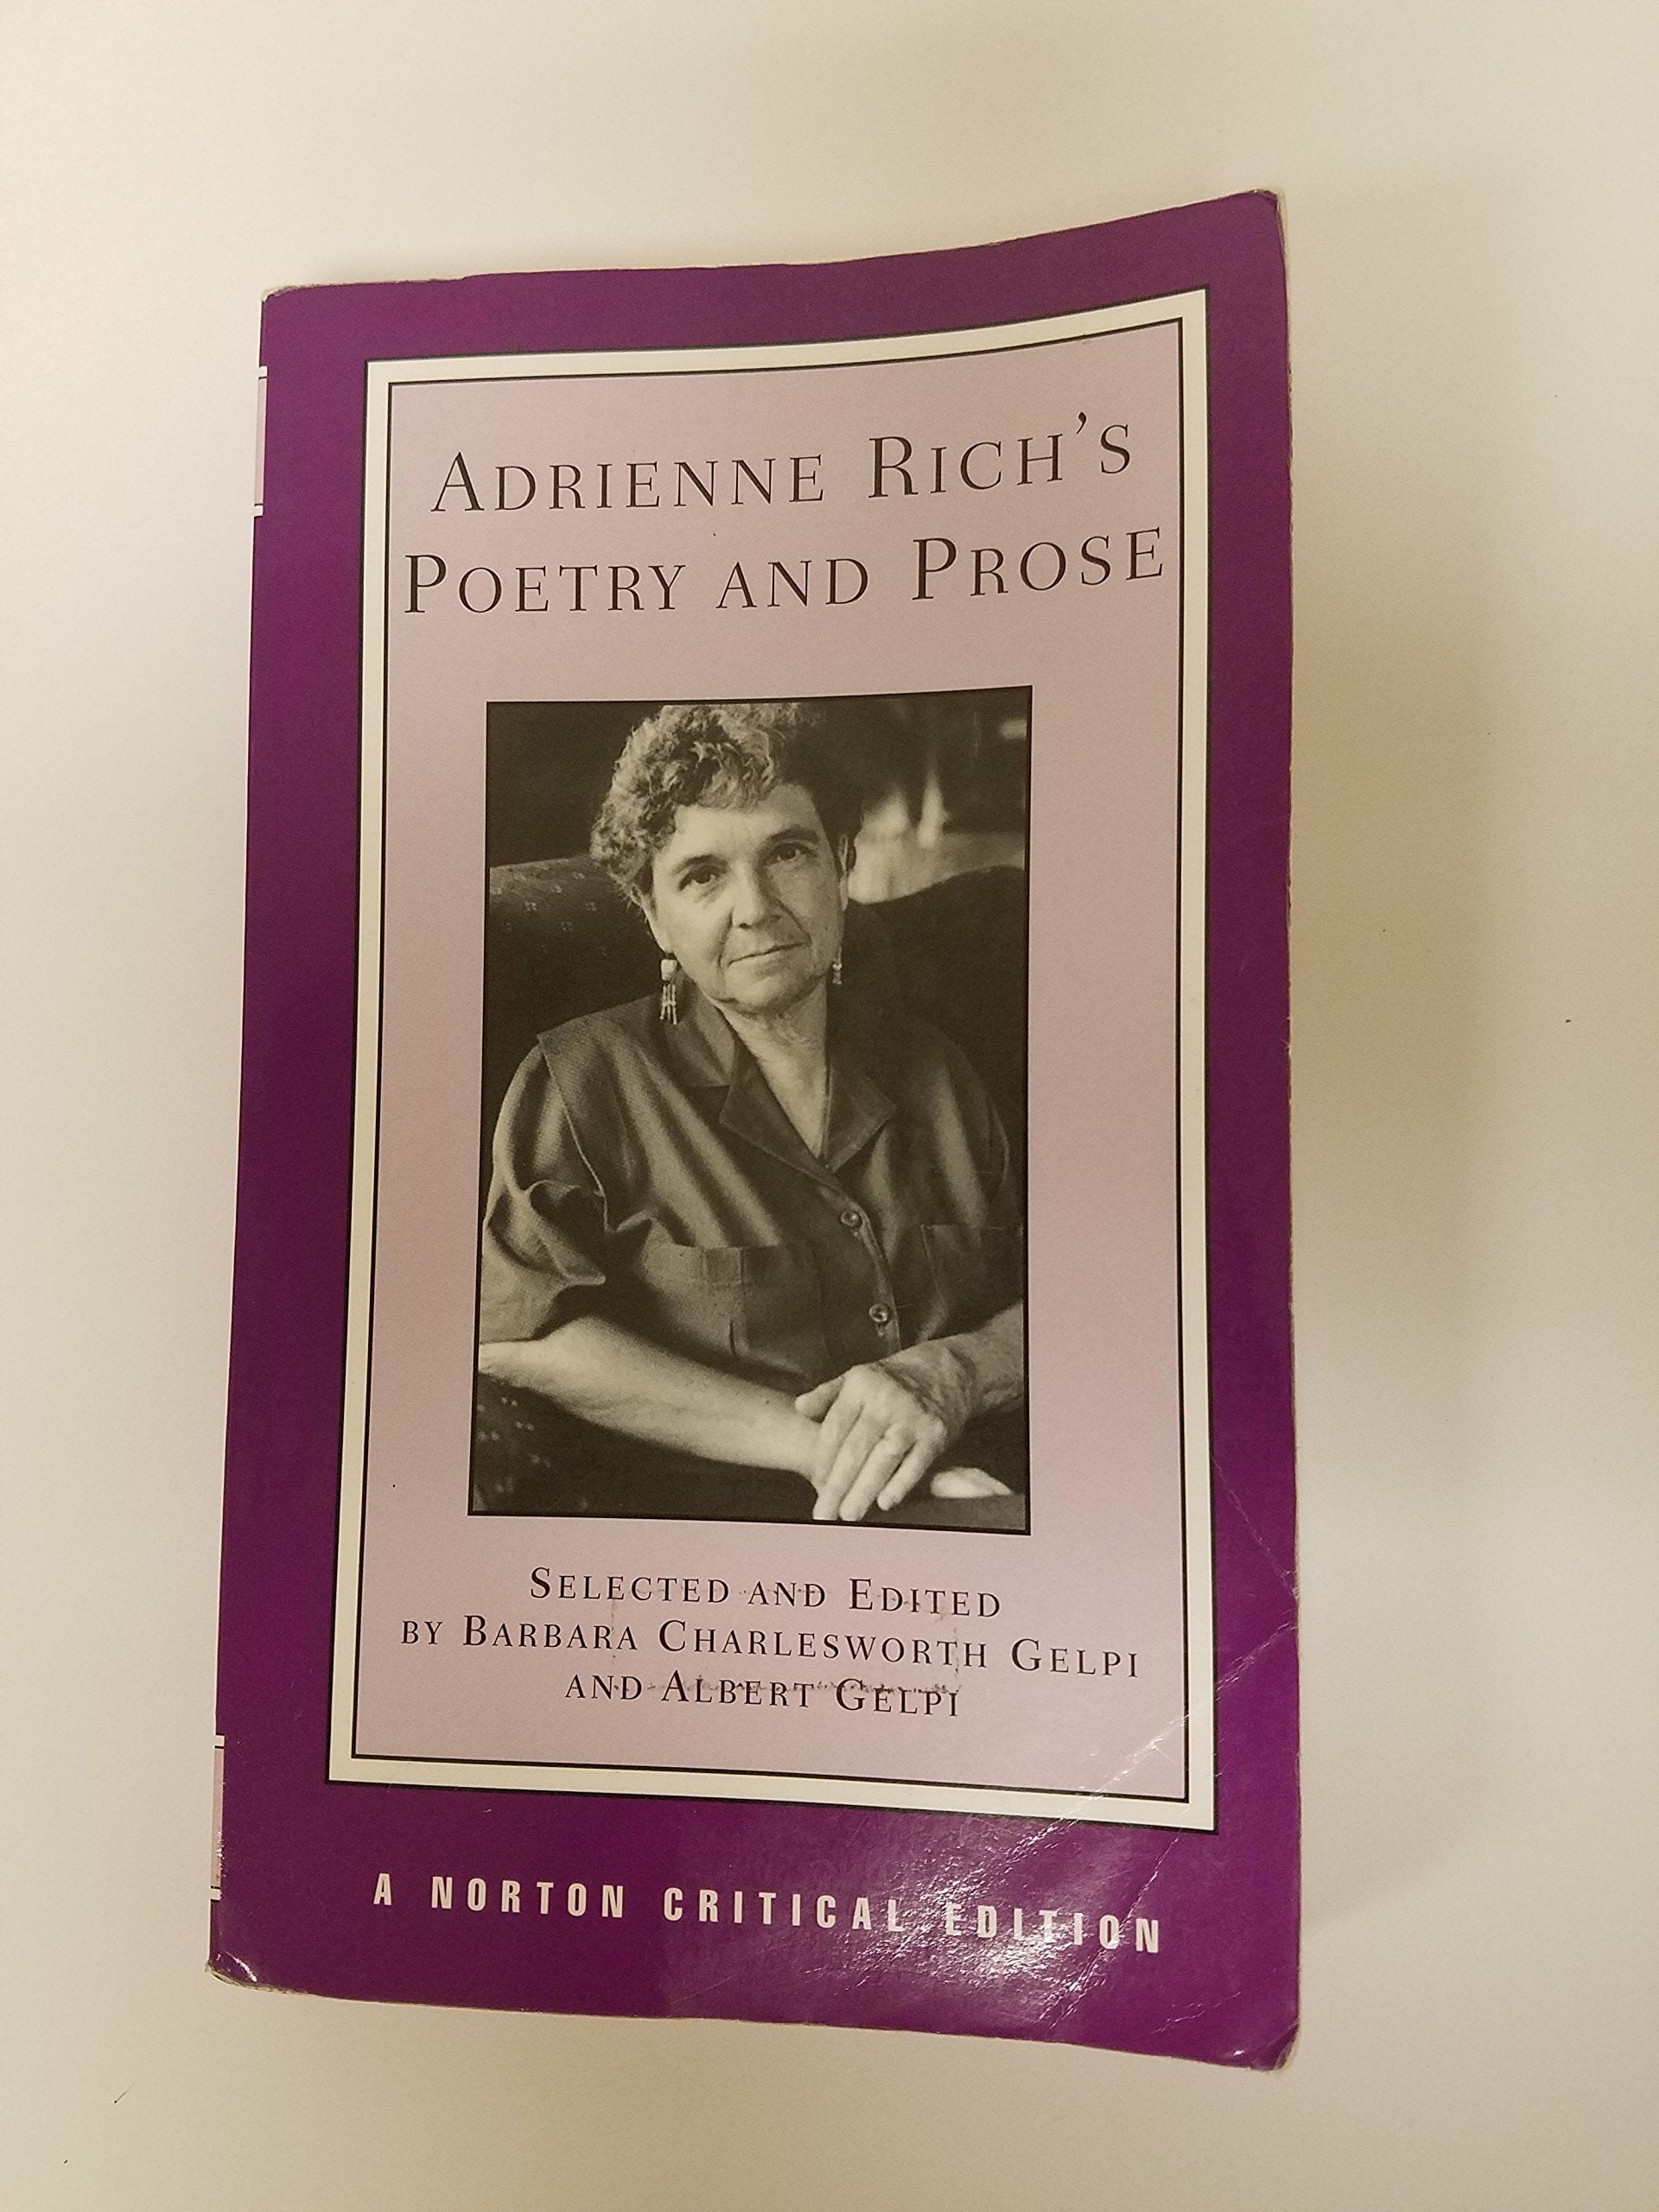 ADRIENNE RICH'S
POETRY AND PROSE
SELECTED AND EDITED
BY BARBARA CHARLESWORTH GELPI
AND ALBERT GELPI
A NORTON CRITICAL EDITION